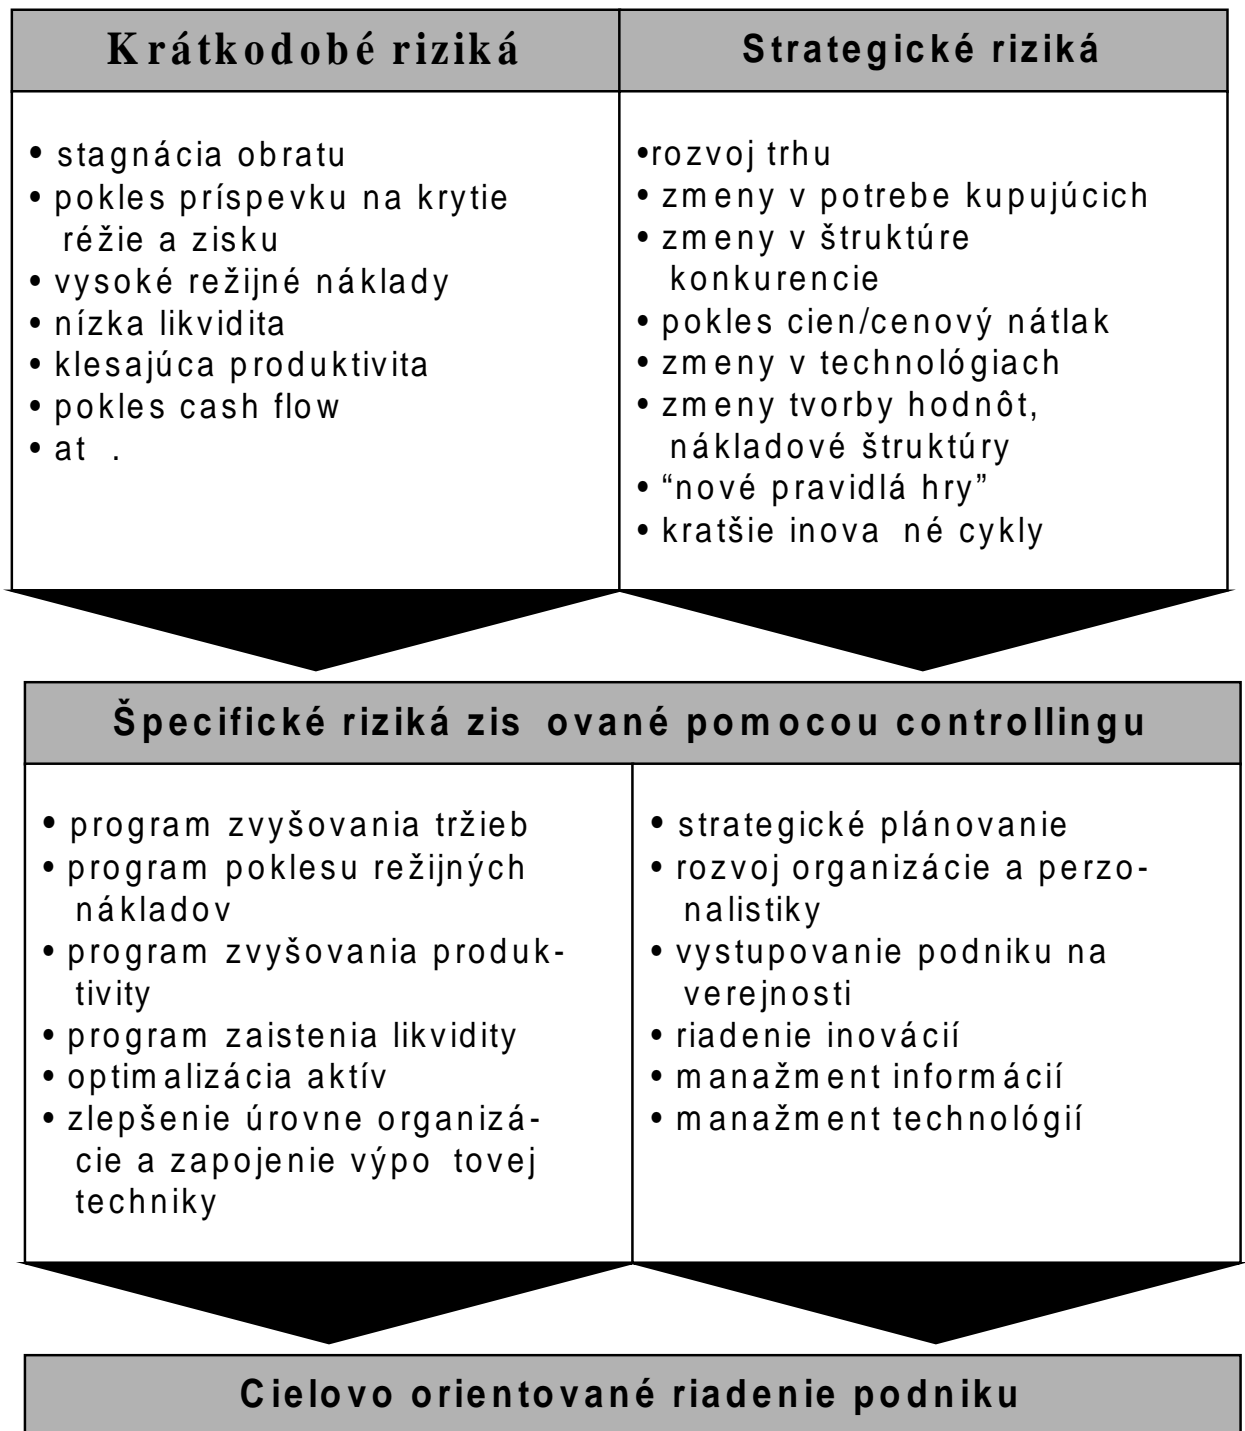 Krátkodobé riziká
• stagnácia obratu
• pokles príspevku na krytie
réžie a zisku
• vysoké režijné náklady
• nízka likvidita
• klesajúca produktivita
• pokles cash flow
• at .
Strategické riziká
•rozvoj trhu
• zmeny v potrebe kupujúcich
• zmeny v štruktúre
konkurencie
• pokles cien/cenový nátlak
• zmeny v technológiach
• zmeny tvorby hodnôt,
nákladové štruktúry
• “nové pravidlá hry”
• kratšie inova né cykly
Špecifické riziká zis ované pomocou controllingu
• program zvyšovania tržieb
• program poklesu režijných
nákladov
• program zvyšovania produk-
tivity
• program zaistenia likvidity
• optimalizácia aktív
• zlepšenie úrovne organizá-
cie a zapojenie výpo tovej
techniky
• strategické plánovanie
• rozvoj organizácie a perzo-
nalistiky
• vystupovanie podniku na
verejnosti
• riadenie inovácií
• manažment informácií
• manažment technológií
Cielovo orientované riadenie podniku